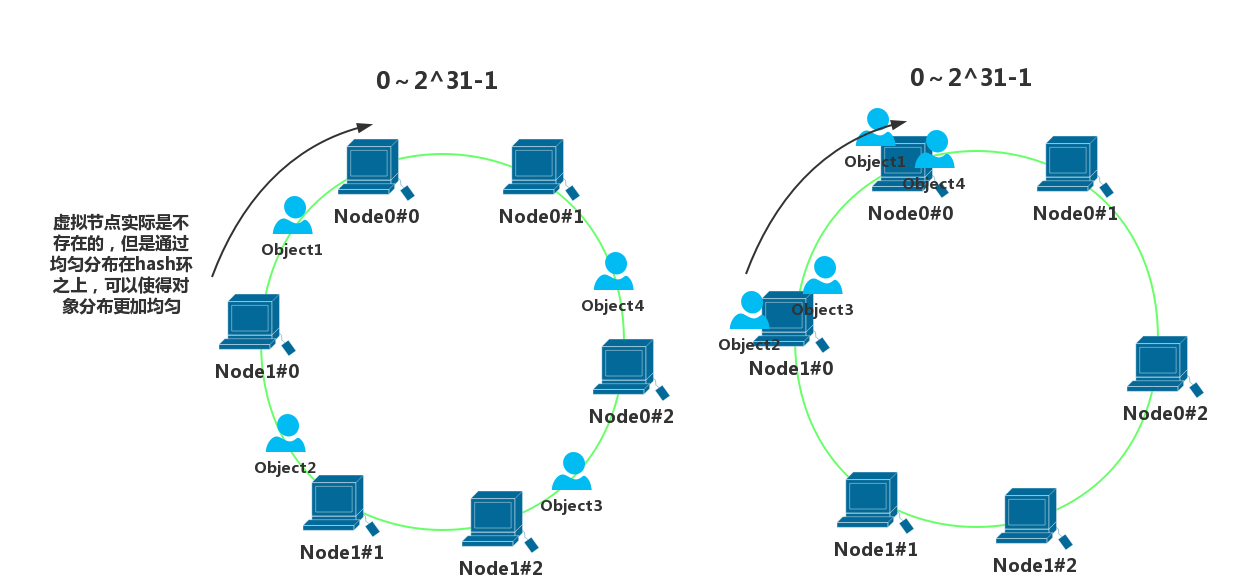 0～2^31-1
Node0#0
Node0#1
Object1
虚拟节点实际是不
存在的，但是通过
均匀分布在hash环
之上，可以使得对
象分布更加均匀
Object4
Node1#0
Node0#2
Object2
Object3
Node1#1
Node1#2
0～2^31-1
Object1
Object4
Node0#0
Node0#1
Object3
Object2
Node1#0
Node0#2
Node1#1
Node1#2